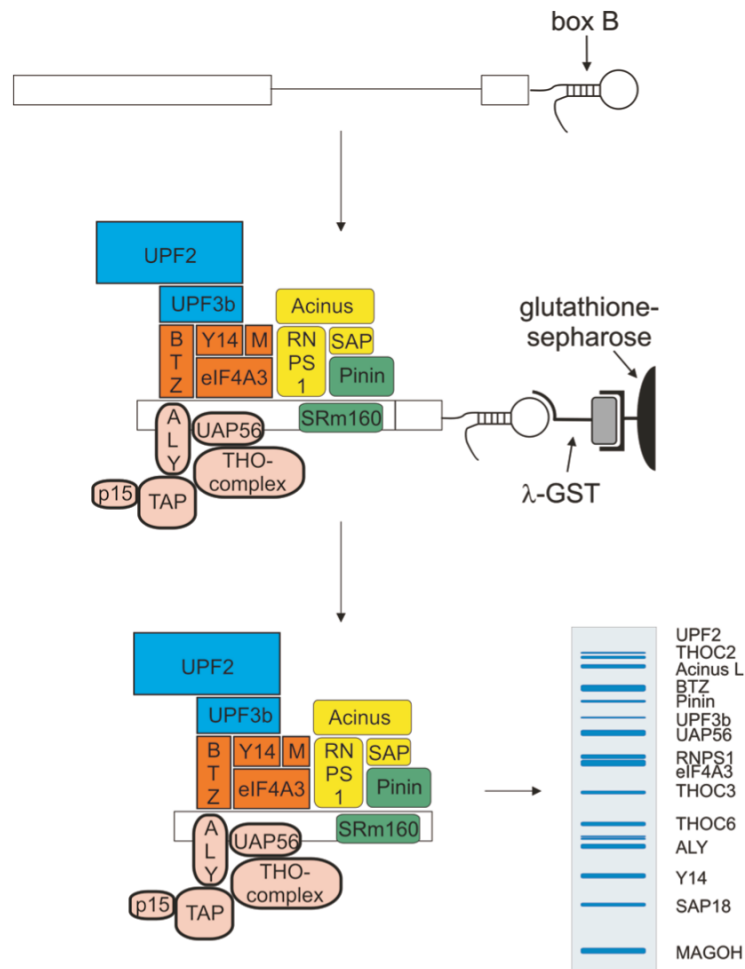 box B
UPF2
UPF3b
Acinus
B
T
Z
Y14
M
eIF4A3
RN
PS
1
SAP
Pinin
SRm160
A
L
Y
UAP56
THO-
complex
p15
TAP
glutathione-
sepharose
λ-GST
UPF2
UPF3b
Acinus
B
T
Z
Y14
M
eIF4A3
RN
PS
1
SAP
Pinin
SRm160
A
L
Y
UAP56
THO-
complex
p15
TAP
UPF2
THOC2
Acinus L
BTZ
Pinin
UPF3b
UAP56
RNPS1
eIF4A3
THOC3
THOC6
ALY
Y14
SAP18
MAGOH